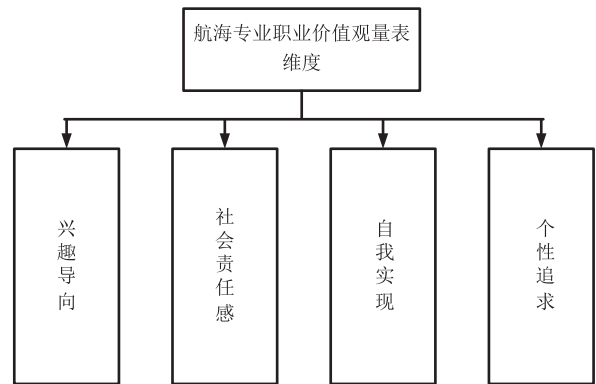 航海专业职业价值观量表
维度
兴趣导向
社会责任感
自我实现
个性追求